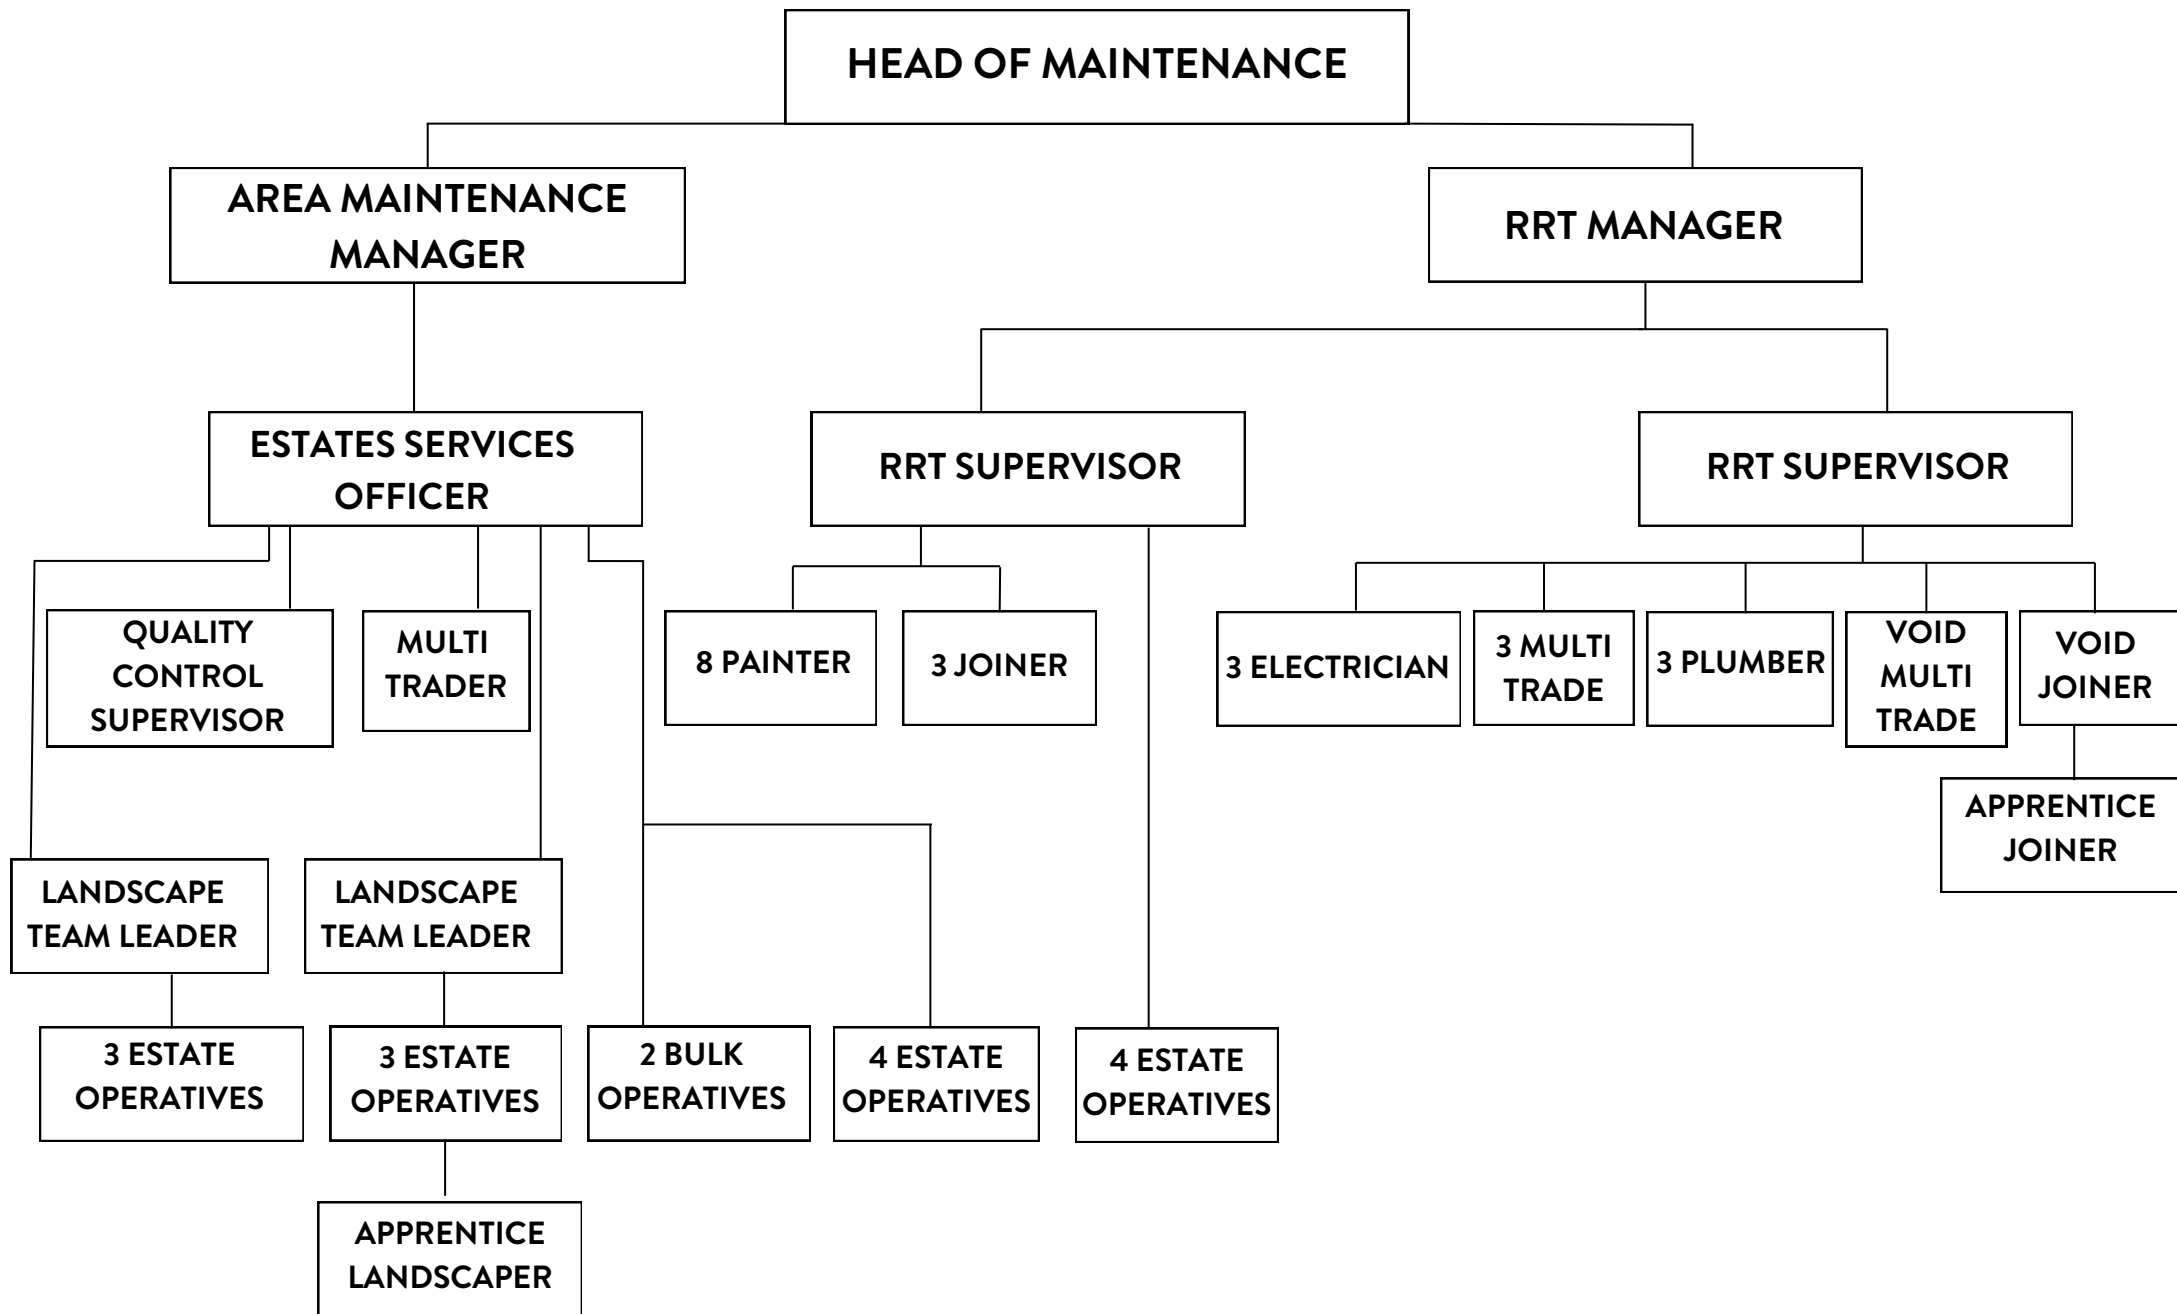 HEAD OF MAINTENANCE
AREA MAINTENANCE
MANAGER
RRT MANAGER
ESTATES SERVICES
OFFICER
RRT SUPERVISOR
RRT SUPERVISOR
QUALITY
CONTROL
SUPERVISOR
MULTI
TRADER
8 PAINTER
3 JOINER
3 ELECTRICIAN
3 MULTI
TRADE
3 PLUMBER
VOID
MULTI
TRADE
VOID
JOINER
APPRENTICE
JOINER
LANDSCAPE
TEAM LEADER
LANDSCAPE
TEAM LEADER
3 ESTATE
OPERATIVES
3 ESTATE
OPERATIVES
2 BULK
OPERATIVES
4 ESTATE
OPERATIVES
4 ESTATE
OPERATIVES
APPRENTICE
LANDSCAPER